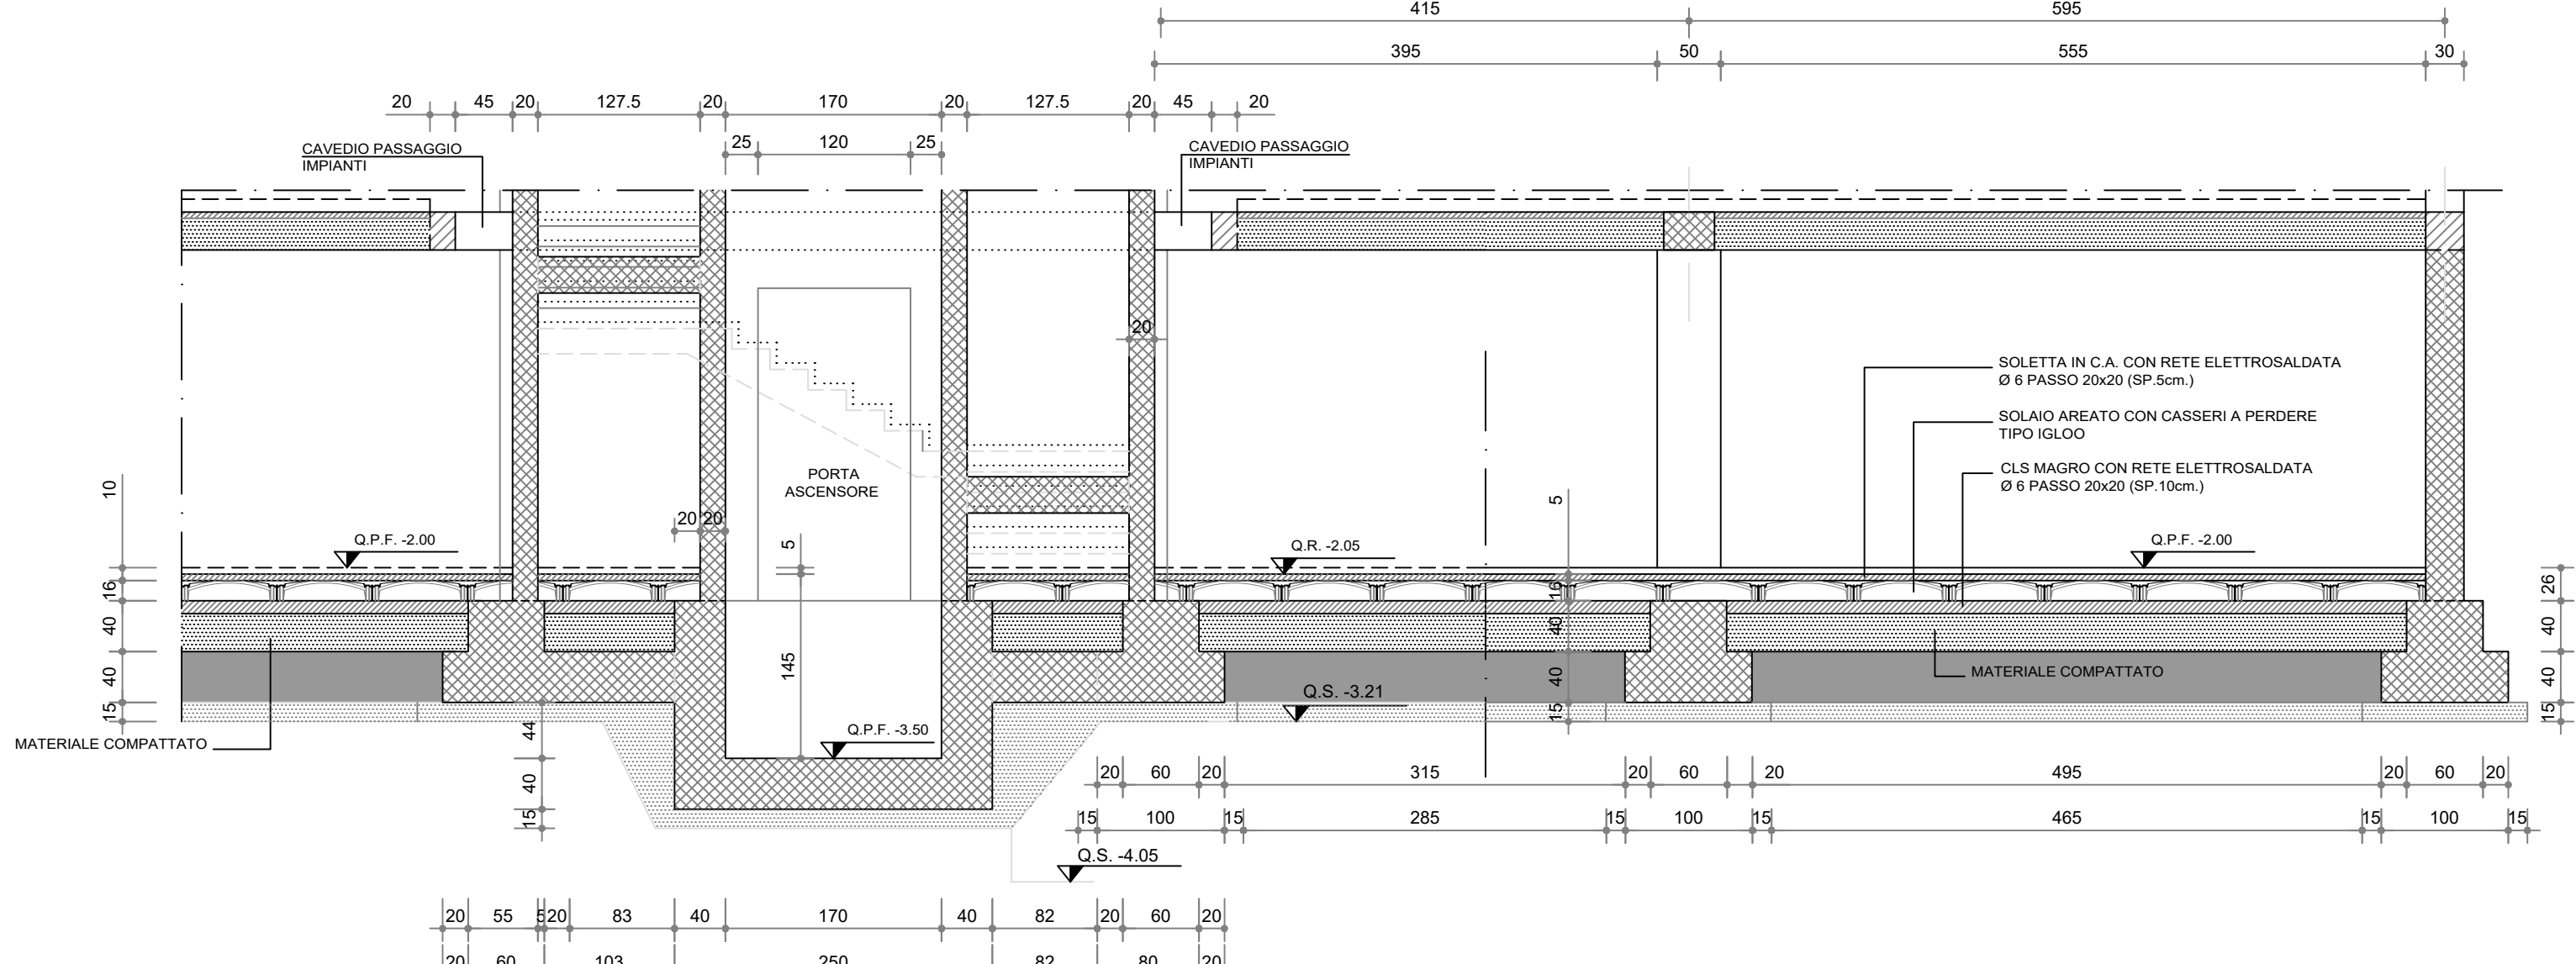 415 595
395 50 555 30
20 45 20 127.5 20 170 20 127.5 20 45 20
25 120 25
CAVEDIO PASSAGGIO
IMPIANTI
CAVEDIO PASSAGGIO
IMPIANTI
20
SOLETTA IN C.A. CON RETE ELETTROSALDATA
Ø 6 PASSO 20x20 (SP.5cm.)
SOLAIO AREATO CON CASSERI A PERDERE
TIPO IGLOO
CLS MAGRO CON RETE ELETTROSALDATA
Ø 6 PASSO 20x20 (SP.10cm.)
PORTA
ASCENSORE
10
16
40
40
15
20 20
5
145
5
16
40
40
15
26
40
40
15
Q.P.F. -2.00
Q.R. -2.05
Q.P.F. -2.00
MATERIALE COMPATTATO
Q.S. -3.21
Q.P.F. -3.50
MATERIALE COMPATTATO
44
40
15
20 60 20 315 20 60 20 495 20 60 20
15 100 15 285 15 100 15 465 15 100 15
Q.S. -4.05
20 55 5 20 83 40 170 40 82 20 60 20
20 60 103 250 82 80 20